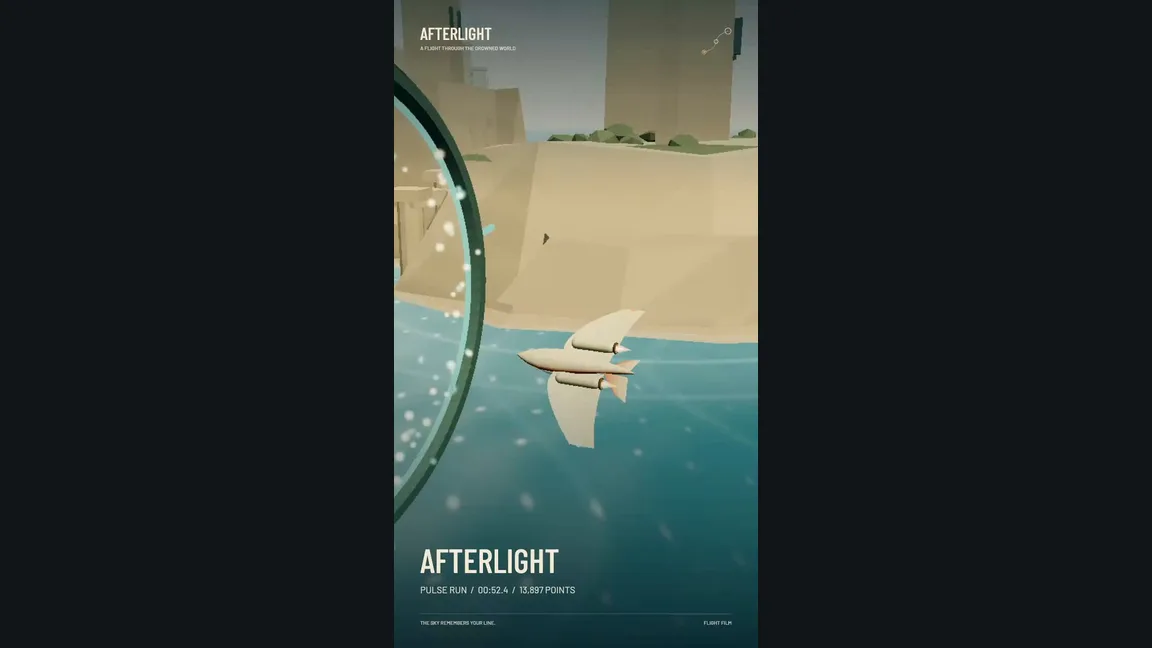 AFTERLIGHT
A FLIGHT THROUGH THE DROWNED WORLD
AFTERLIGHT
PULSE RUN / 00:52.4 / 13,897 POINTS
THE SKY REMEMBERS YOUR LINE.
FLIGHT FILM